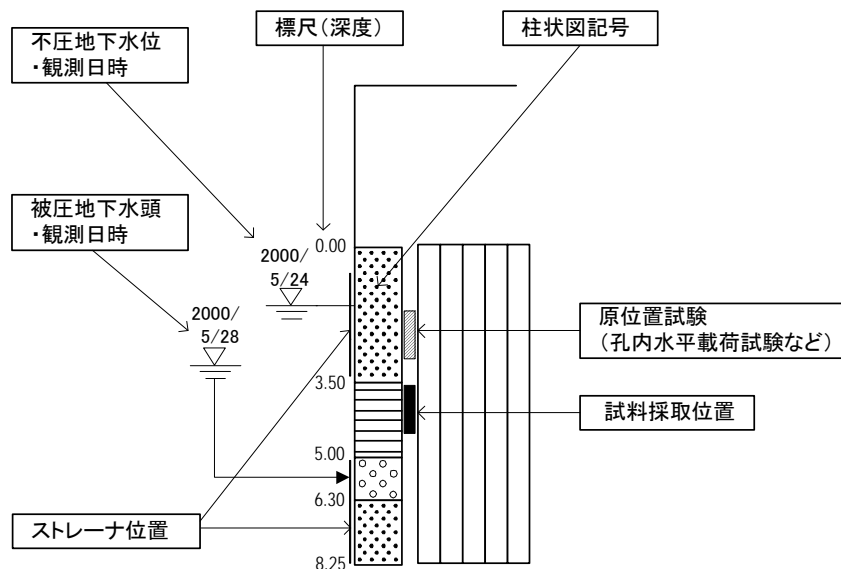 不圧地下水位
・観測日時
標尺(深度)
柱状図記号
被圧地下水頭
・観測日時
0.00
2000/
5/24
2000/
5/28
原位置試験
(孔内水平載荷試験など)
3.50
試料採取位置
5.00
6.30
ストレーナ位置
8.25